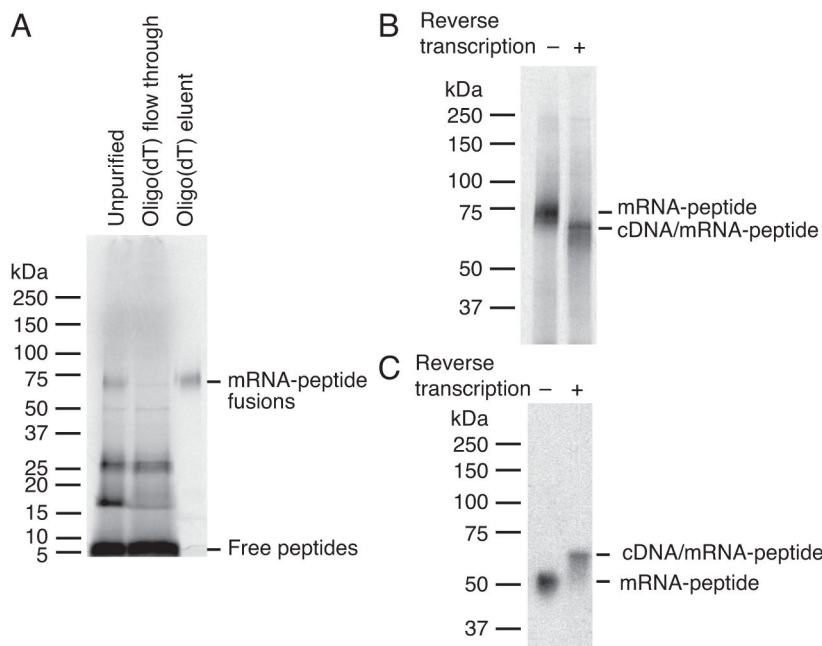 A
Unpurified
Oligo(dT) flow through
Oligo(dT) eluent
kDa
250
150
100
75
50
37
25
20
15
10
5
mRNA-peptide
fusions
Free peptides
B
Reverse
transcription – +
kDa
250
150
100
75
50
37
mRNA-peptide
cDNA/mRNA-peptide
C
Reverse
transcription – +
kDa
250
150
100
75
50
37
cDNA/mRNA-peptide
mRNA-peptide